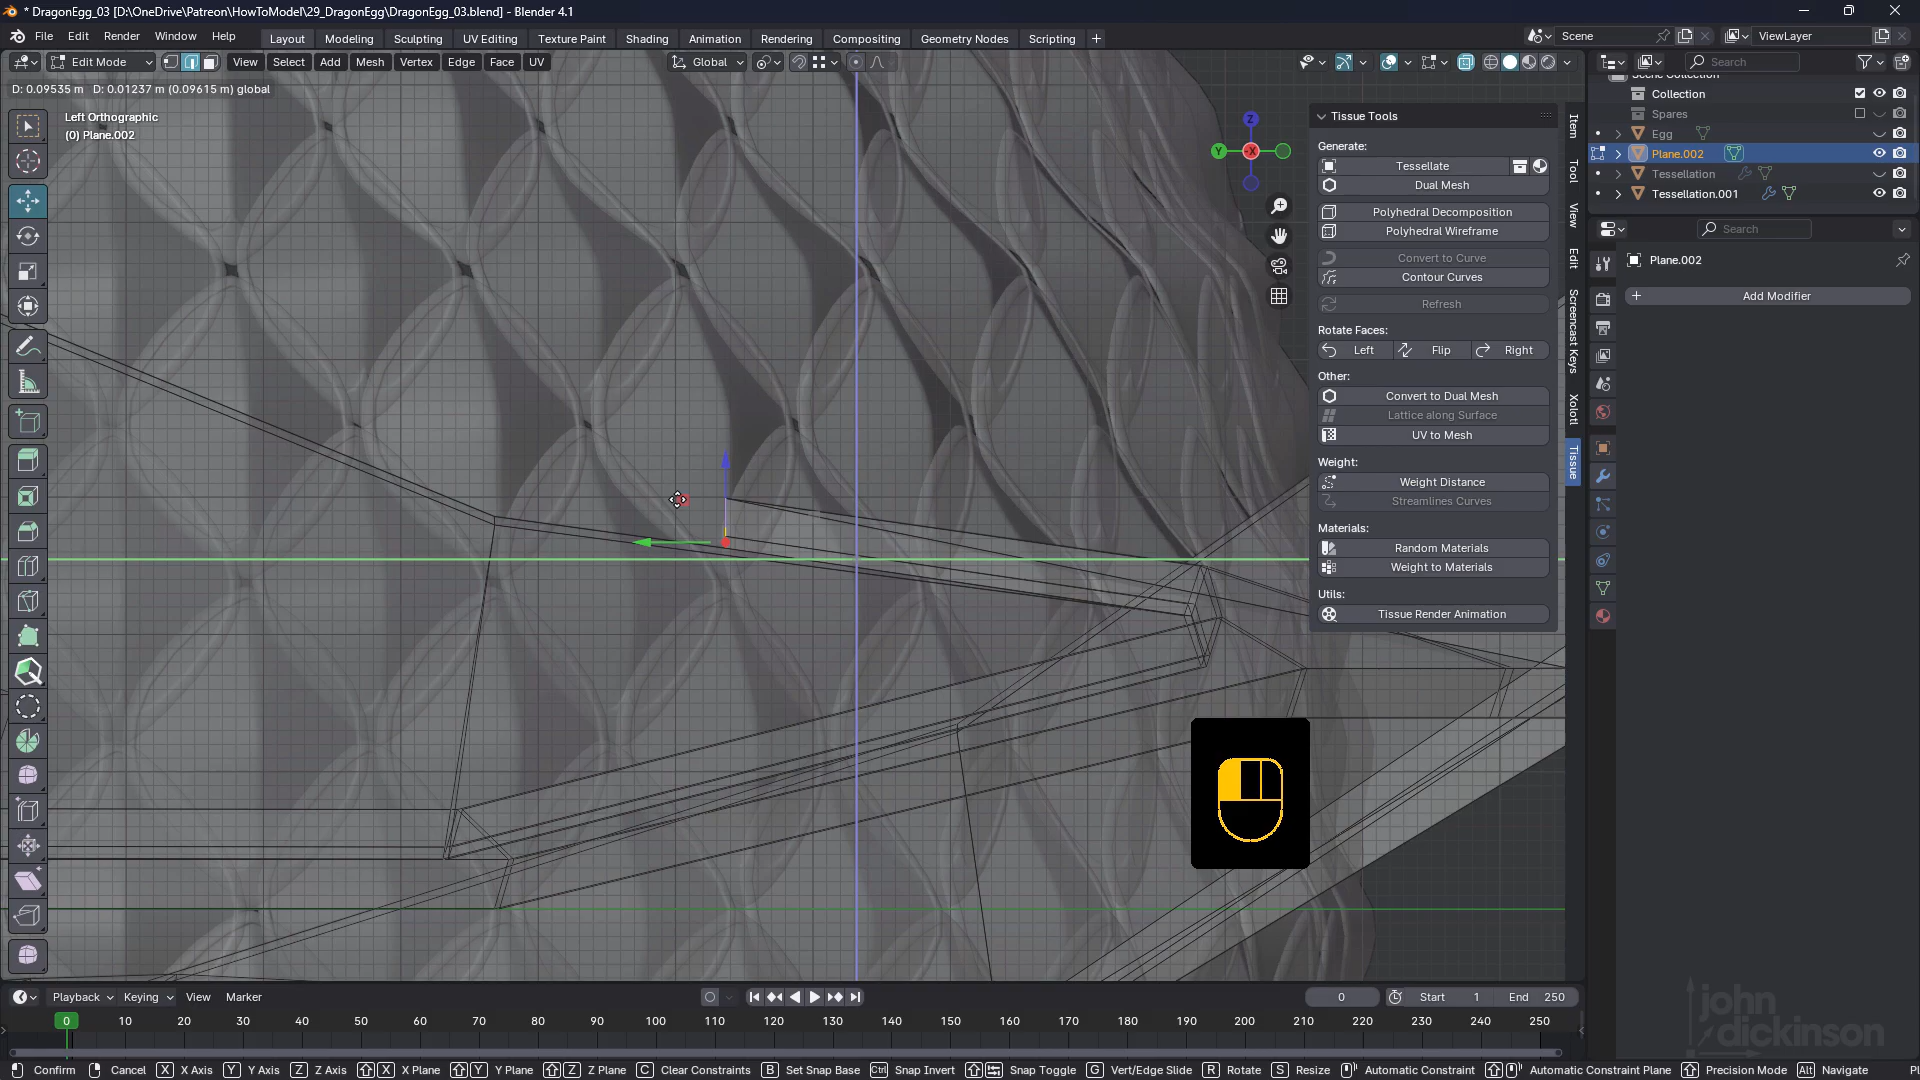 * DragonEgg_03 [D:\OneDrive\Patreon\HowToModel\29_DragonEgg\DragonEgg_03.blend] - Blender 4.1
File Edit Render Window Help Layout Modeling Sculpting UV Editing Texture Paint Shading Animation Rendering Compositing Geometry Nodes Scripting + Scene ViewLayer
Edit Mode View Select Add Mesh Vertex Edge Face UV Global Search
D: 0.09535 m D: 0.01237 m (0.09615 m) global
Left Orthographic
(0) Plane.002
Scene Collection
Collection
Spares
Egg
Plane.002
Tessellation
Tessellation.001
Search
Plane.002
Add Modifier
Z
Y
-X
Tissue Tools
Generate:
Tessellate
Dual Mesh
Polyhedral Decomposition
Polyhedral Wireframe
Convert to Curve
Contour Curves
Refresh
Rotate Faces:
Left Flip Right
Other:
Convert to Dual Mesh
Lattice along Surface
UV to Mesh
Weight:
Weight Distance
Streamlines Curves
Materials:
Random Materials
Weight to Materials
Utils:
Tissue Render Animation
Item
Tool
View
Edit
Screencast Keys
Xolotl
Tissue
Playback Keying View Marker 0 Start 1 End 250
0 10 20 30 40 50 60 70 80 90 100 110 120 130 140 150 160 170 180 190 200 210 220 230 240 250
john
dickinson
Confirm Cancel X X Axis Y Y Axis Z Z Axis X X Plane Y Y Plane Z Z Plane C Clear Constraints B Set Snap Base Ctrl Snap Invert Snap Toggle G Vert/Edge Slide R Rotate S Resize Automatic Constraint Automatic Constraint Plane Precision Mode Alt Navigate